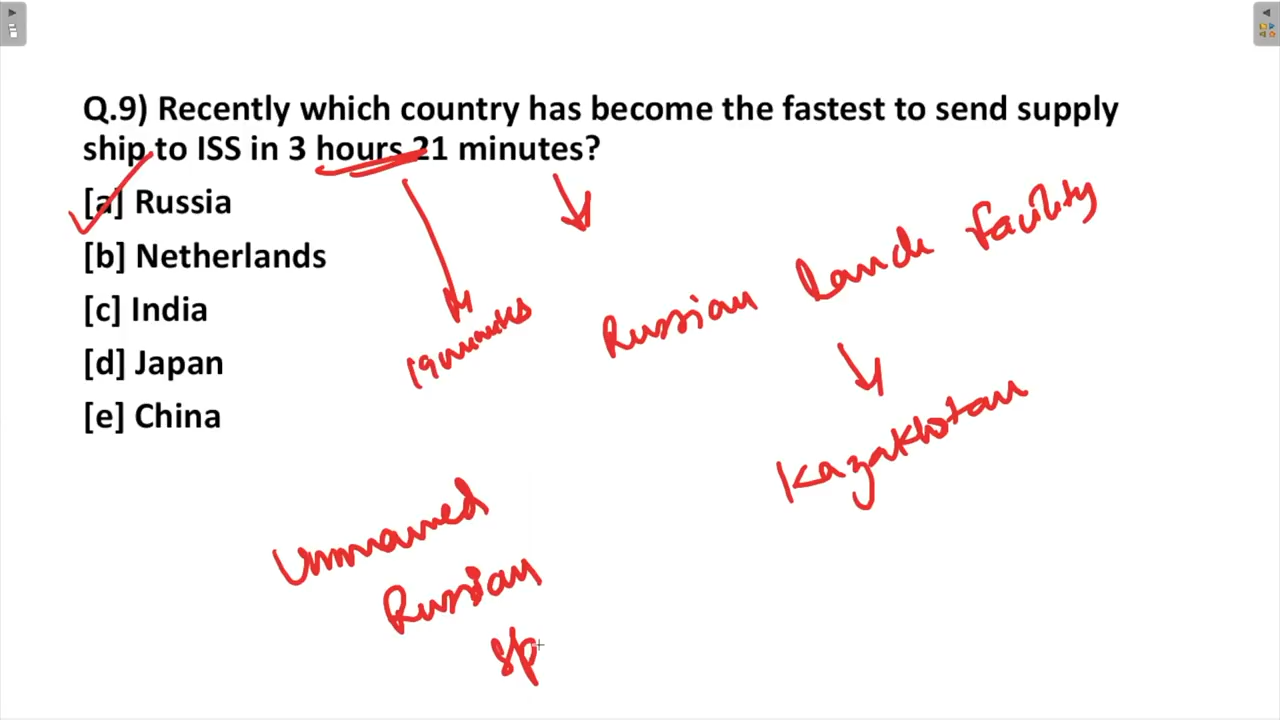 Q.9) Recently which country has become the fastest to send supply
ship to ISS in 3 hours 21 minutes?
[a] Russia
[b] Netherlands
[c] India
[d] Japan
[e] China
19 minutes
Russian launch facility
Kazakhstan
Unmanned
Russian
sp